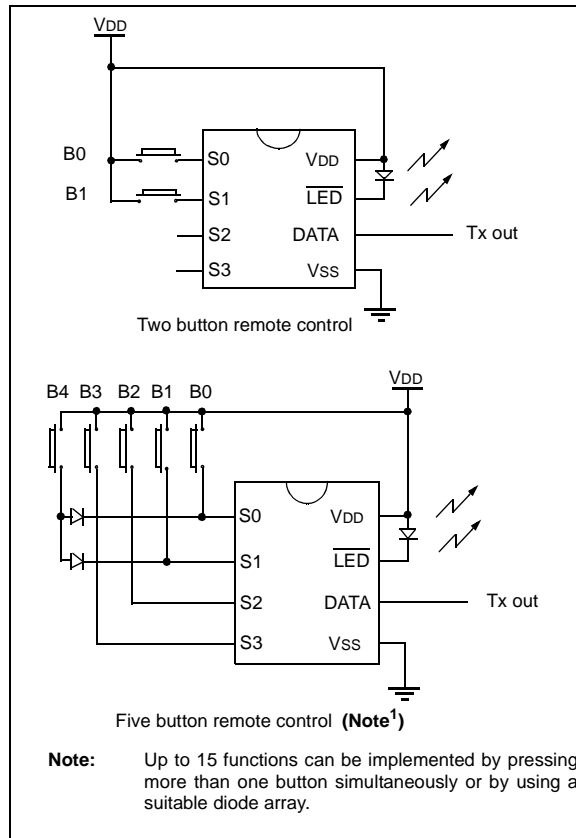 VDD
B0
B1
S0
S1
S2
S3
VDD
LED
DATA
VSS
Tx out
Two button remote control
B4 B3 B2 B1 B0
VDD
S0
S1
S2
S3
VDD
LED
DATA
VSS
Tx out
Five button remote control (Note1)
Note: Up to 15 functions can be implemented by pressing
more than one button simultaneously or by using a
suitable diode array.